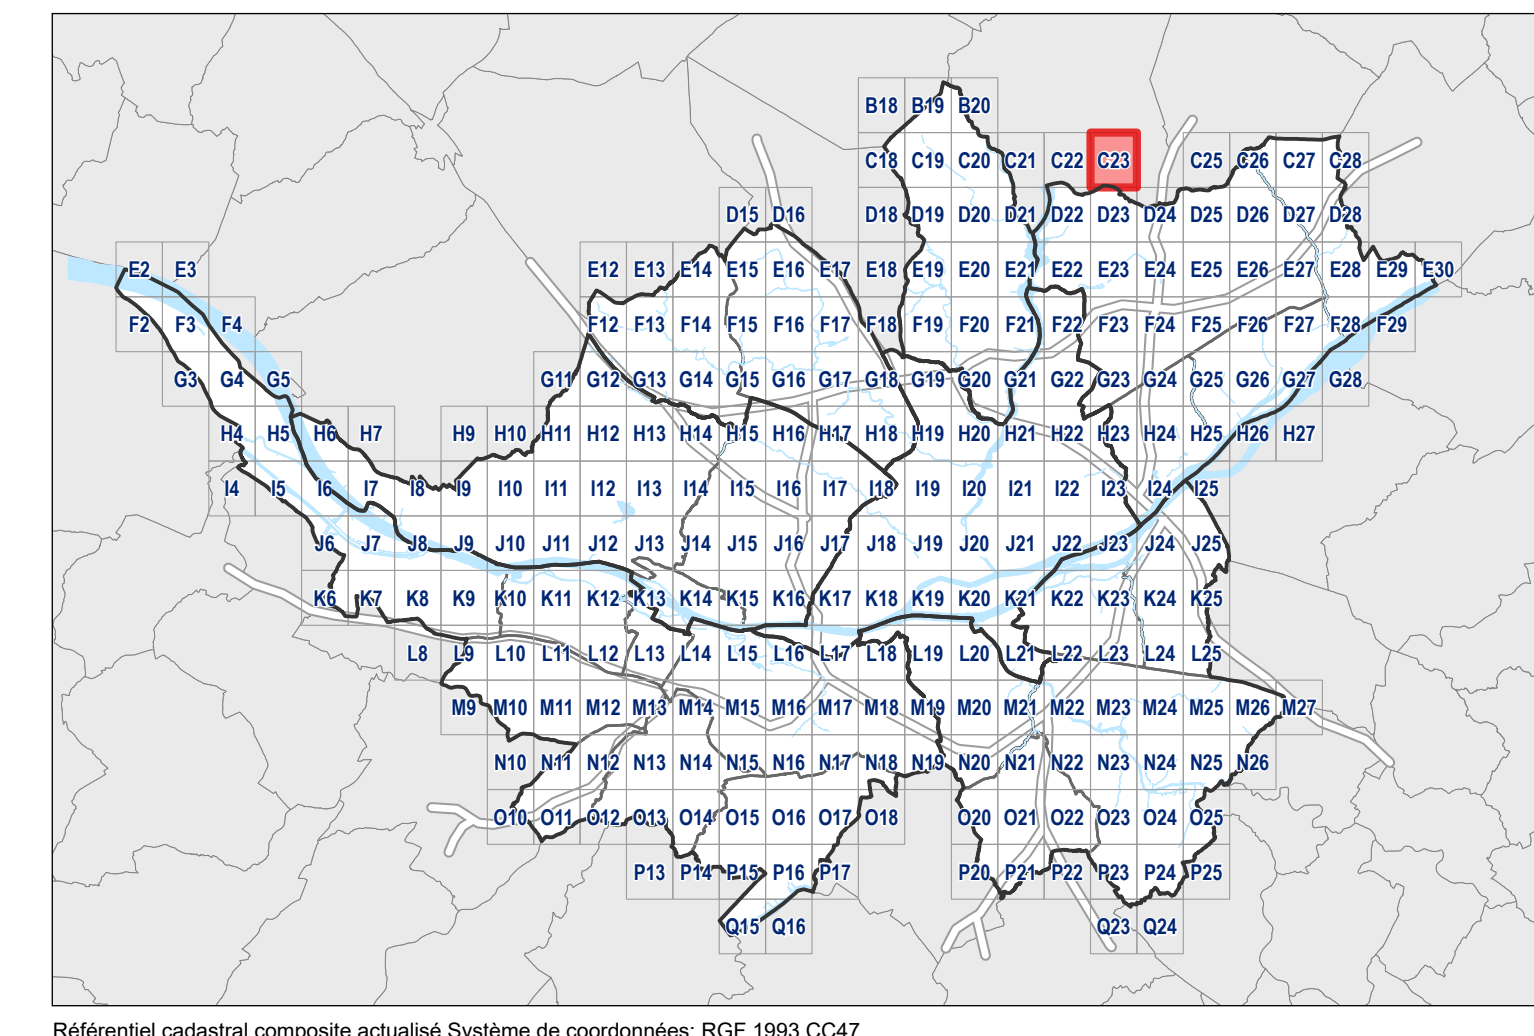 B18 B19 B20
C18 C19 C20 C21 C22 C23 C25 C26 C27 C28
D15 D16 D18 D19 D20 D21 D22 D23 D24 D25 D26 D27 D28
E2 E3 E12 E13 E14 E15 E16 E17 E18 E19 E20 E21 E22 E23 E24 E25 E26 E27 E28 E29 E30
F2 F3 F4 F12 F13 F14 F15 F16 F17 F18 F19 F20 F21 F22 F23 F24 F25 F26 F27 F28 F29
G3 G4 G5 G11 G12 G13 G14 G15 G16 G17 G18 G19 G20 G21 G22 G23 G24 G25 G26 G27 G28
H4 H5 H6 H7 H9 H10 H11 H12 H13 H14 H15 H16 H17 H18 H19 H20 H21 H22 H23 H24 H25 H26 H27
I4 I5 I6 I7 I8 I9 I10 I11 I12 I13 I14 I15 I16 I17 I18 I19 I20 I21 I22 I23 I24 I25
J6 J7 J8 J9 J10 J11 J12 J13 J14 J15 J16 J17 J18 J19 J20 J21 J22 J23 J24 J25
K6 K7 K8 K9 K10 K11 K12 K13 K14 K15 K16 K17 K18 K19 K20 K21 K22 K23 K24 K25
L8 L9 L10 L11 L12 L13 L14 L15 L16 L17 L18 L19 L20 L21 L22 L23 L24 L25
M9 M10 M11 M12 M13 M14 M15 M16 M17 M18 M19 M20 M21 M22 M23 M24 M25 M26 M27
N10 N11 N12 N13 N14 N15 N16 N17 N18 N19 N20 N21 N22 N23 N24 N25 N26
O10 O11 O12 O13 O14 O15 O16 O17 O18 O20 O21 O22 O23 O24 O25
P13 P14 P15 P16 P17 P20 P21 P22 P23 P24 P25
Q15 Q16 Q23 Q24
Référentiel cadastral composite actualisé Système de coordonnées: RGF 1993 CC47